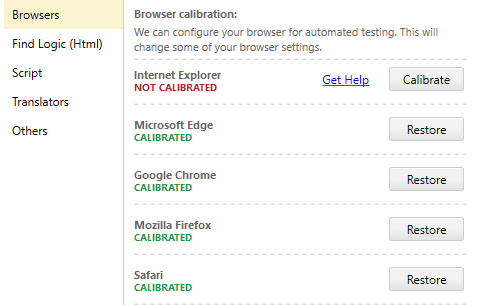 Browsers
Find Logic (Html)
Script
Translators
Others
Browser calibration:
We can configure your browser for automated testing. This will
change some of your browser settings.
Internet Explorer
NOT CALIBRATED
Get Help
Calibrate
Microsoft Edge
CALIBRATED
Restore
Google Chrome
CALIBRATED
Restore
Mozilla Firefox
CALIBRATED
Restore
Safari
CALIBRATED
Restore